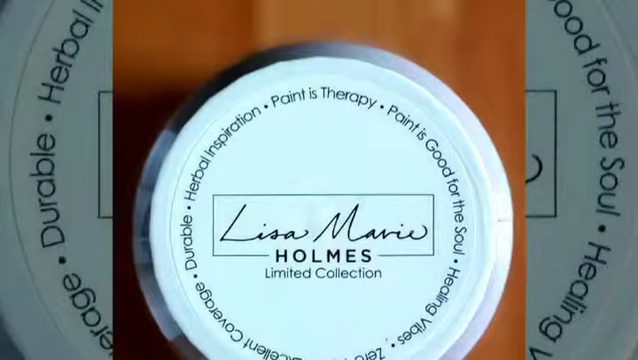 Durable • Herbal Inspiration • Paint is Therapy • Paint is Good for the Soul • Healing Vibes • Zero
Excellent Coverage •
Lisa Marie
HOLMES
Limited Collection